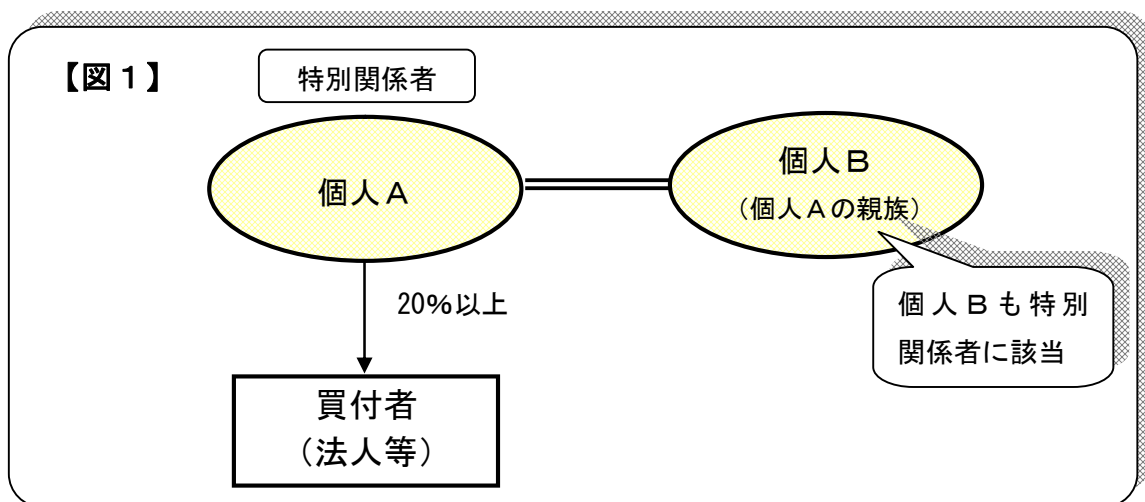 【図１】
特別関係者
個人Ａ
個人Ｂ
（個人Ａの親族）
20％以上
個人Ｂも特別
関係者に該当
買付者
（法人等）